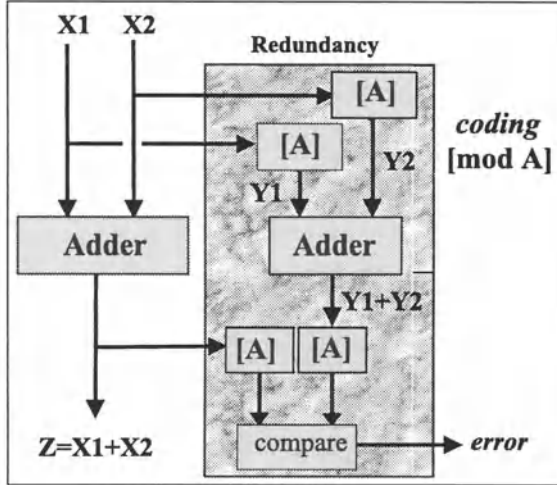 X1 X2
Redundancy
[A]
coding
[mod A]
[A]
Y2
Y1
Adder
Adder
Y1+Y2
[A] [A]
Z=X1+X2
compare
error